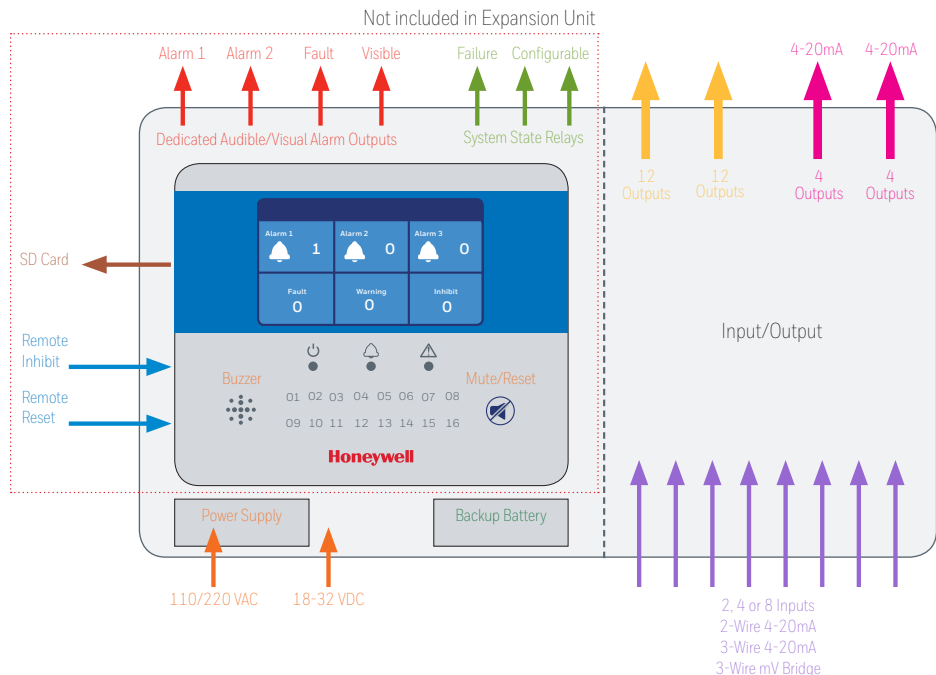 Not included in Expansion Unit
Alarm 1 Alarm 2 Fault Visible Failure Configurable
4-20mA 4-20mA
Dedicated Audible/Visual Alarm Outputs
System State Relays
12 Outputs
12 Outputs
4 Outputs
4 Outputs
Alarm 1
1
Alarm 2
0
Alarm 3
0
Fault
0
Warning
0
Inhibit
0
SD Card
Remote
Inhibit
Remote
Reset
Input/Output
Buzzer
Mute/Reset
01 02 03 04 05 06 07 08
09 10 11 12 13 14 15 16
Honeywell
Power Supply
Backup Battery
110/220 VAC
18-32 VDC
2, 4 or 8 Inputs
2-Wire 4-20mA
3-Wire 4-20mA
3-Wire mV Bridge